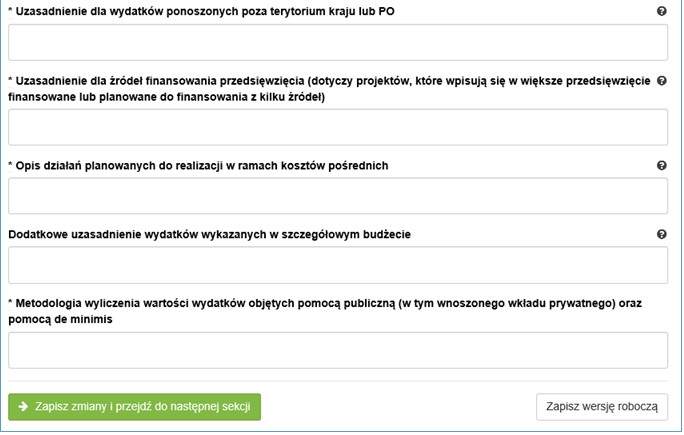 * Uzasadnienie dla wydatków ponoszonych poza terytorium kraju lub PO
* Uzasadnienie dla źródeł finansowania przedsięwzięcia (dotyczy projektów, które wpisują się w większe przedsięwzięcie
finansowane lub planowane do finansowania z kilku źródeł)
* Opis działań planowanych do realizacji w ramach kosztów pośrednich
Dodatkowe uzasadnienie wydatków wykazanych w szczegółowym budżecie
* Metodologia wyliczenia wartości wydatków objętych pomocą publiczną (w tym wnoszonego wkładu prywatnego) oraz
pomocą de minimis
Zapisz zmiany i przejdź do następnej sekcji
Zapisz wersję roboczą